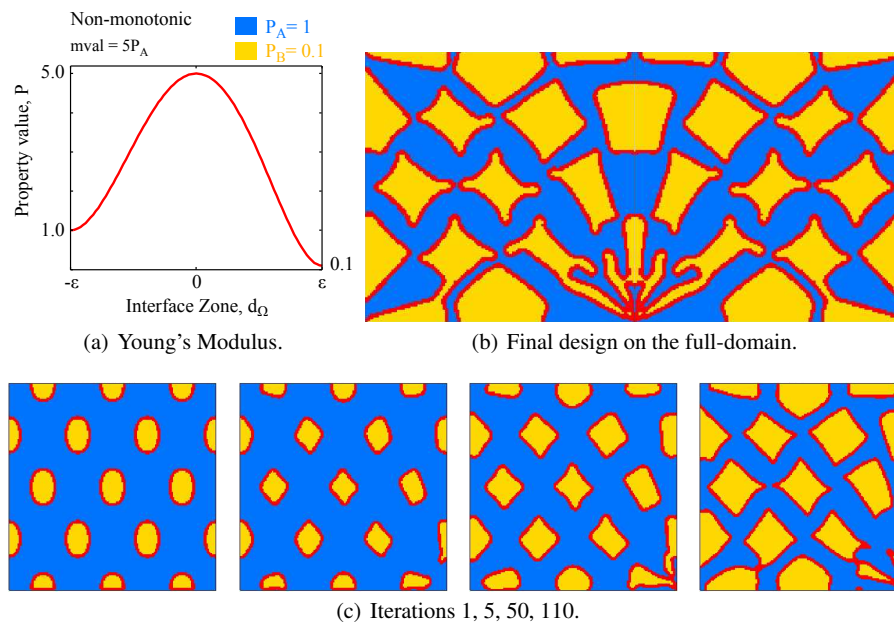 Non-monotonic
mval = 5P_A
P_A= 1
P_B= 0.1
5.0
1.0
0.1
Property value, P
-ε 0 ε
Interface Zone, d_Ω
(a) Young's Modulus.
(b) Final design on the full-domain.
(c) Iterations 1, 5, 50, 110.